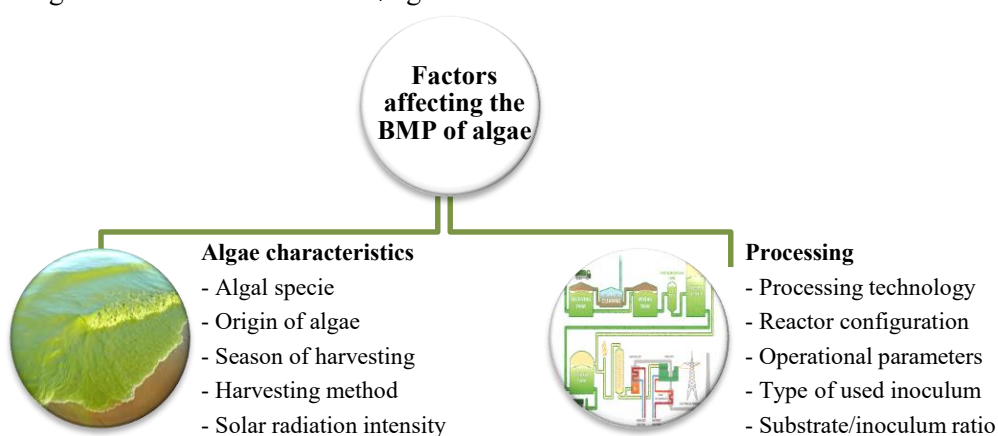 Factors
affecting the
BMP of algae
Algae characteristics
- Algal specie
- Origin of algae
- Season of harvesting
- Harvesting method
- Solar radiation intensity
Processing
- Processing technology
- Reactor configuration
- Operational parameters
- Type of used inoculum
- Substrate/inoculum ratio